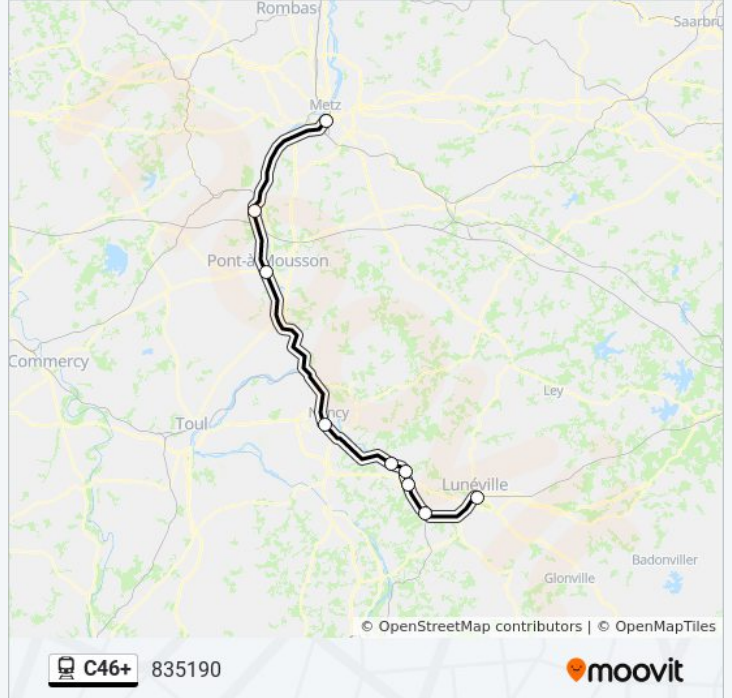 Rombas
Saarbrü
Metz
Pont-à-Mousson
Commercy
Ley
Nancy
Toul
Lunéville
Badonviller
Glonville
© OpenStreetMap contributors | © OpenMapTiles
C46+ 835190 moovit